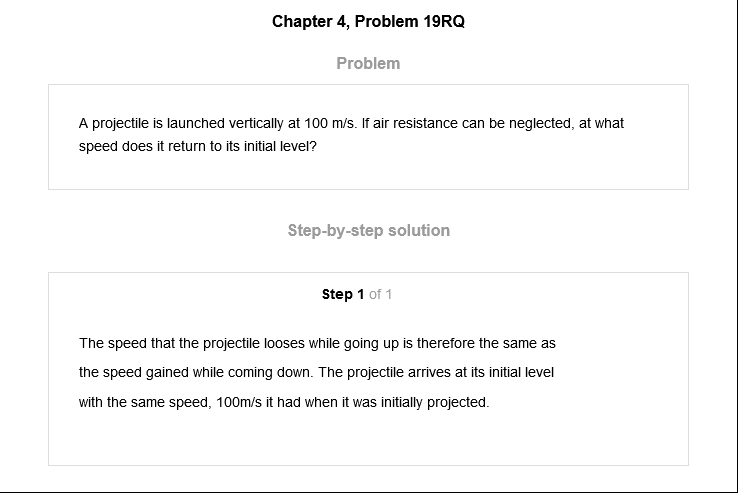 Chapter 4, Problem 19RQ
Problem
A projectile is launched vertically at 100 m/s. If air resistance can be neglected, at what
speed does it return to its initial level?
Step-by-step solution
Step 1 of 1
The speed that the projectile looses while going up is therefore the same as
the speed gained while coming down. The projectile arrives at its initial level
with the same speed, 100m/s it had when it was initially projected.